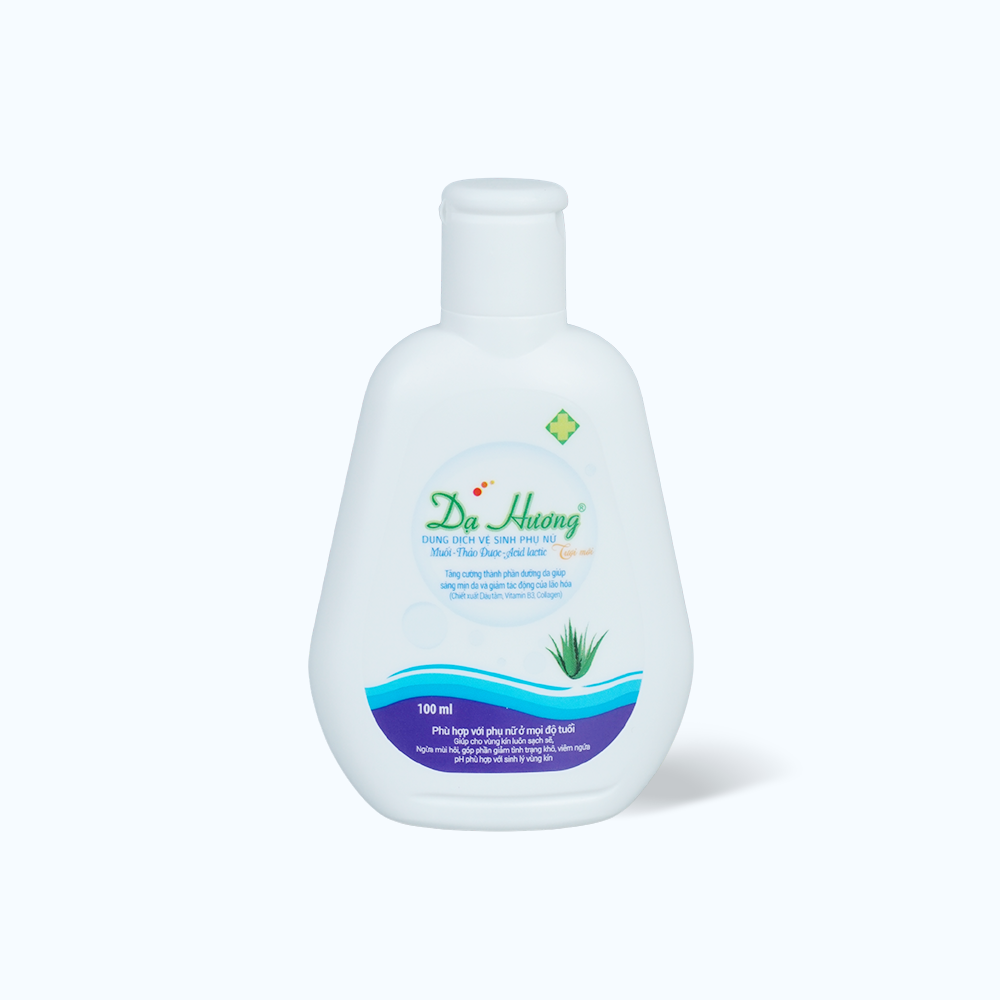 Dạ Hương®
DUNG DỊCH VỆ SINH PHỤ NỮ
Muối - Thảo Dược - Acid lactic Tươi mát
Tăng cường thành phần dưỡng da giúp
sáng mịn da và giảm tác động của lão hóa
(Chiết xuất Dâu tằm, Vitamin B3, Collagen)
100 ml
Phù hợp với phụ nữ ở mọi độ tuổi
Giúp cho vùng kín luôn sạch sẽ,
Ngừa mùi hôi, góp phần giảm tình trạng khô, viêm ngứa
pH phù hợp với sinh lý vùng kín